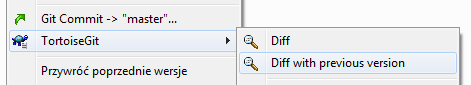 Git Commit -> "master"...
TortoiseGit
Diff
Diff with previous version
Przywróć poprzednie wersje